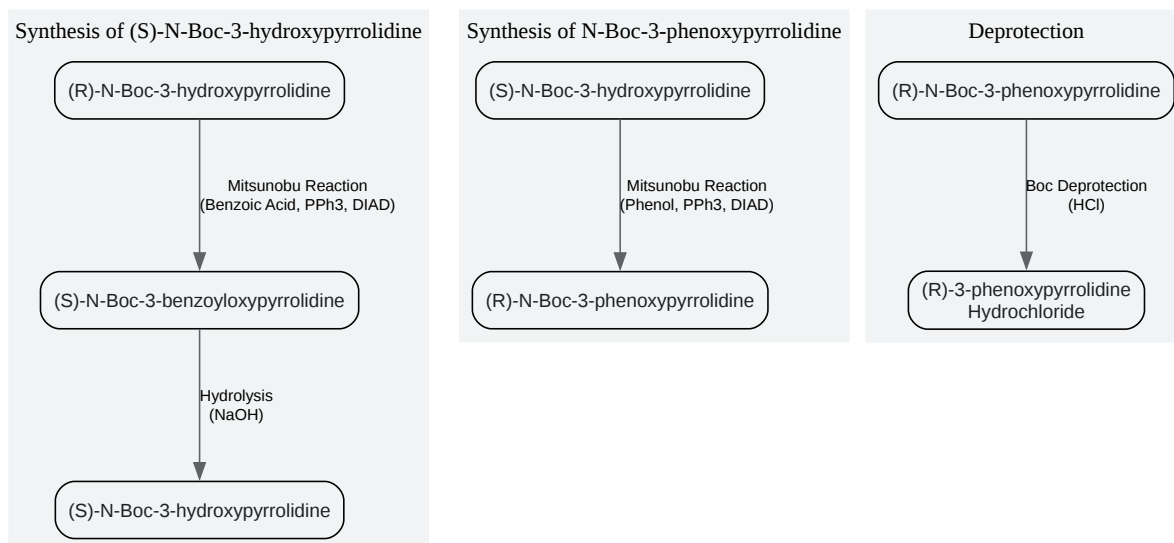 Synthesis of (S)-N-Boc-3-hydroxypyrrolidine
(R)-N-Boc-3-hydroxypyrrolidine
Mitsunobu Reaction
(Benzoic Acid, PPh3, DIAD)
(S)-N-Boc-3-benzoyloxypyrrolidine
Hydrolysis
(NaOH)
(S)-N-Boc-3-hydroxypyrrolidine
Synthesis of N-Boc-3-phenoxypyrrolidine
(S)-N-Boc-3-hydroxypyrrolidine
Mitsunobu Reaction
(Phenol, PPh3, DIAD)
(R)-N-Boc-3-phenoxypyrrolidine
Deprotection
(R)-N-Boc-3-phenoxypyrrolidine
Boc Deprotection
(HCl)
(R)-3-phenoxypyrrolidine
Hydrochloride